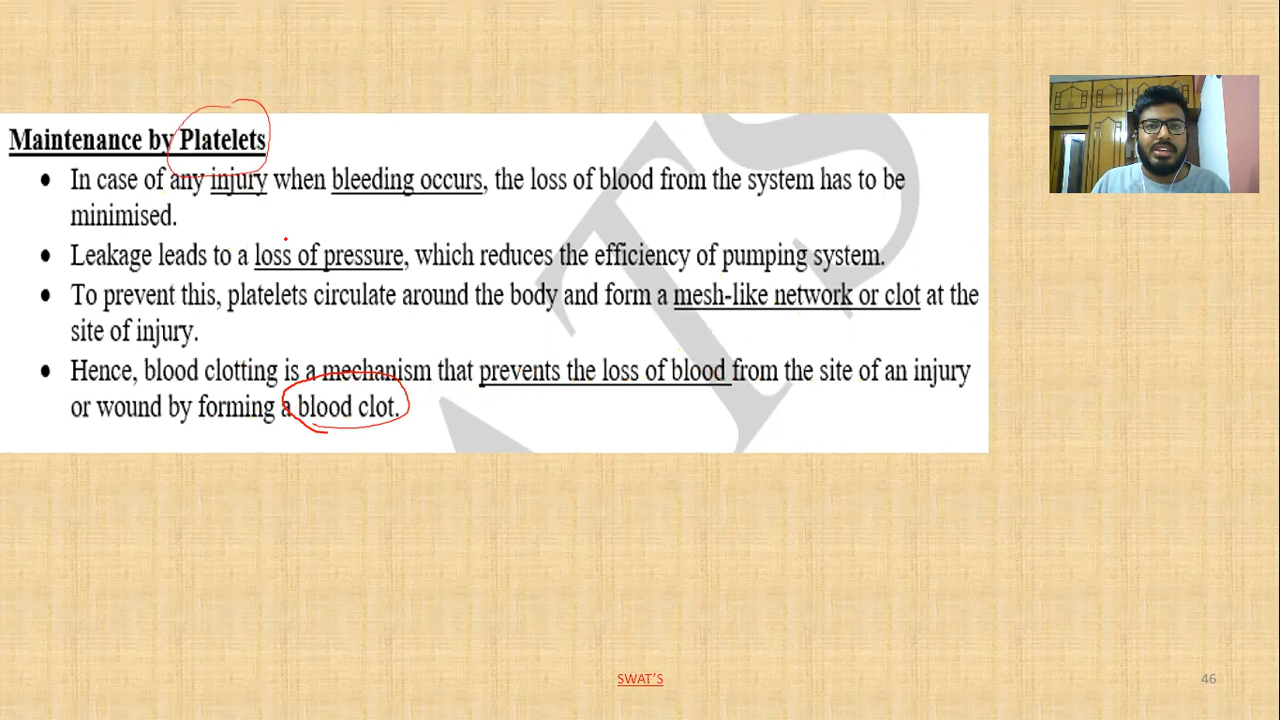 Maintenance by Platelets
• In case of any injury when bleeding occurs, the loss of blood from the system has to be
minimised.
• Leakage leads to a loss of pressure, which reduces the efficiency of pumping system.
• To prevent this, platelets circulate around the body and form a mesh-like network or clot at the
site of injury.
• Hence, blood clotting is a mechanism that prevents the loss of blood from the site of an injury
or wound by forming a blood clot.
SWAT'S
46